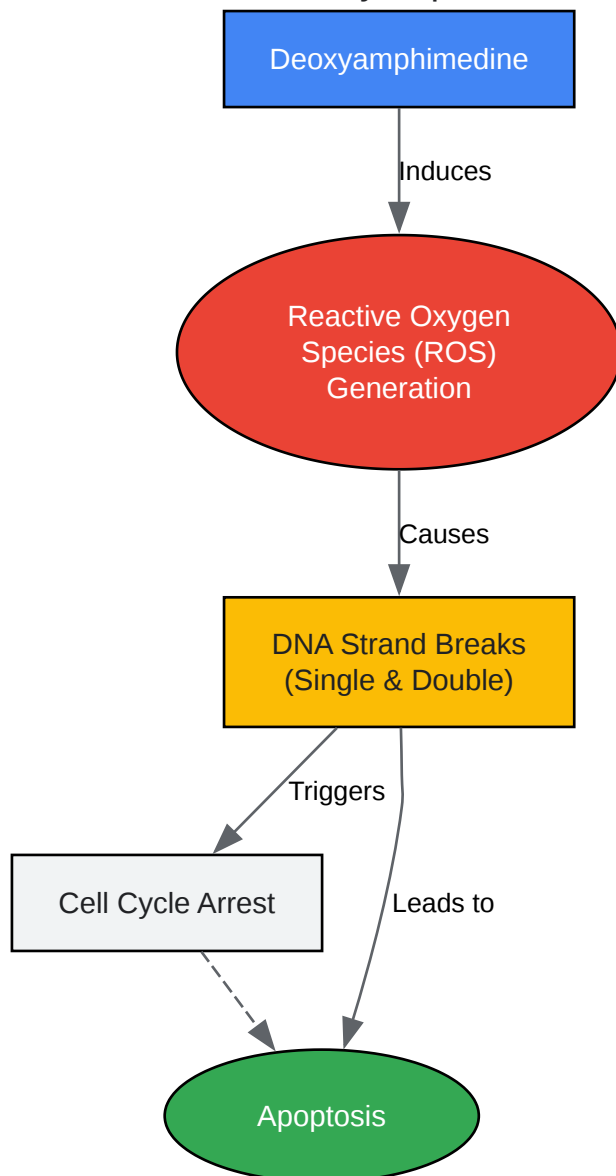 Deoxyamphimedine
Induces
Reactive Oxygen
Species (ROS)
Generation
Causes
DNA Strand Breaks
(Single & Double)
Triggers
Cell Cycle Arrest
Leads to
Apoptosis